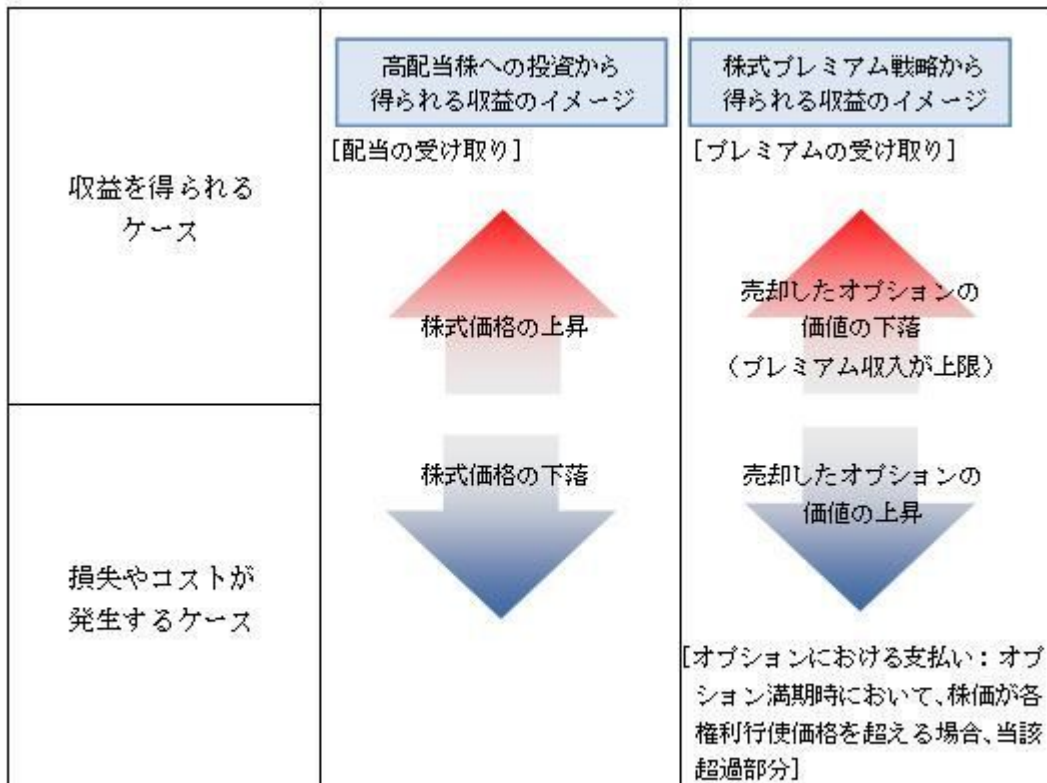 高配当株への投資から
得られる収益のイメージ
株式プレミアム戦略から
得られる収益のイメージ
収益を得られる
ケース
[配当の受け取り]
株式価格の上昇
[プレミアムの受け取り]
売却したオプションの
価値の下落
（プレミアム収入が上限）
損失やコストが
発生するケース
株式価格の下落
売却したオプションの
価値の上昇
[オプションにおける支払い：オプ
ション満期時において、株価が各
権利行使価格を超える場合、当該
超過部分]